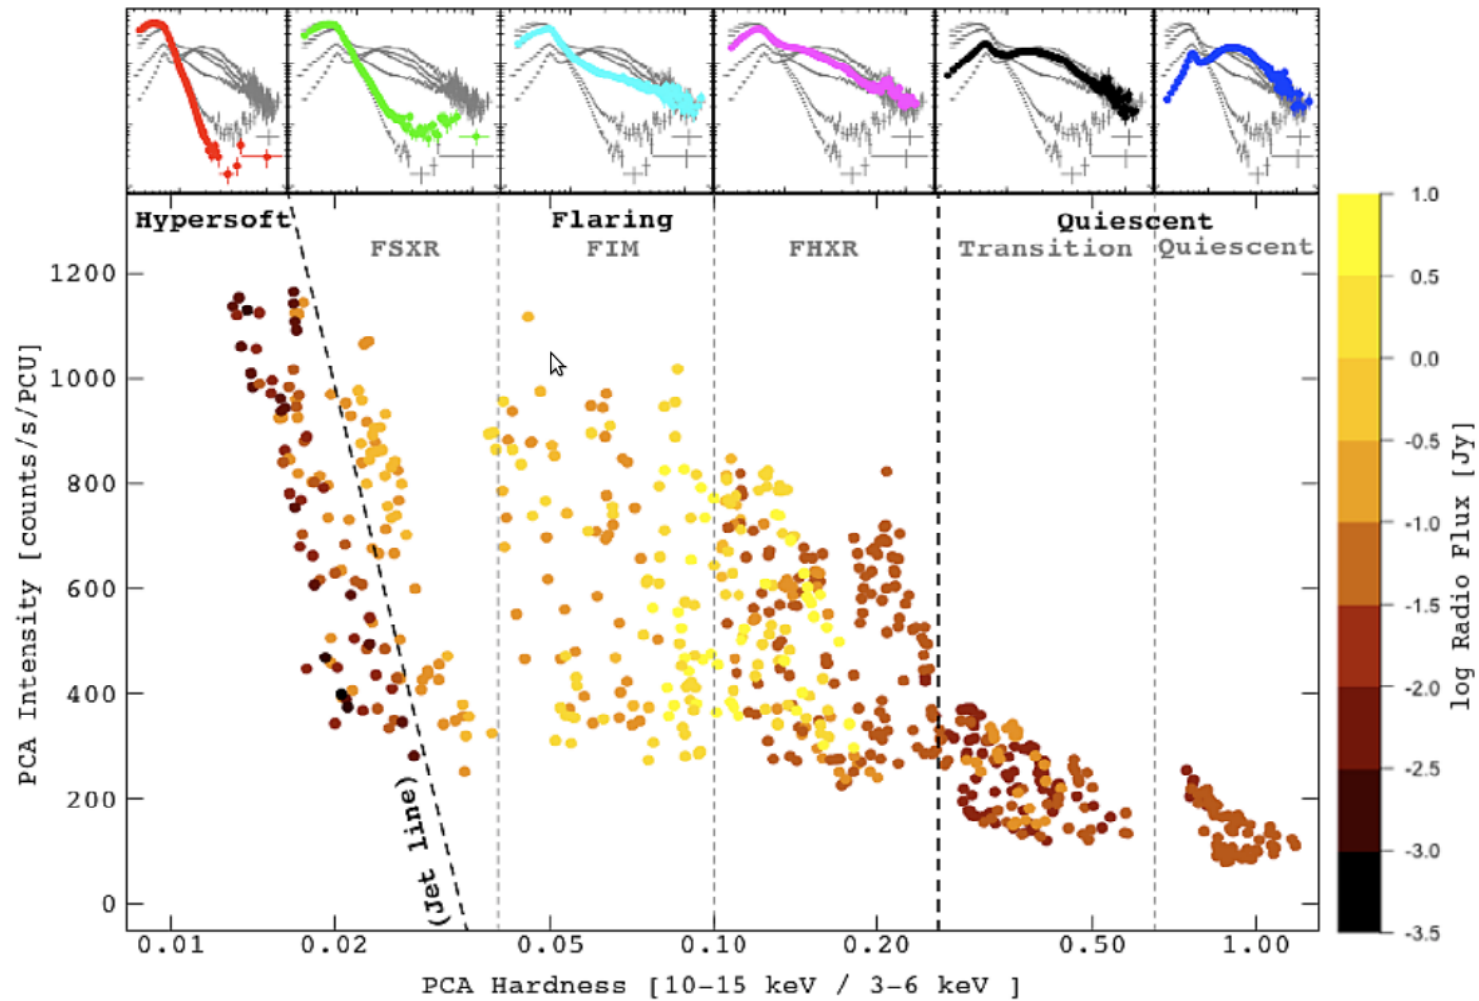 Hypersoft Flaring Quiescent
FSXR FIM FHXR Transition Quiescent
1200
1000
800
600
400
200
0
PCA Intensity [counts/s/PCU]
(Jet line)
0.01 0.02 0.05 0.10 0.20 0.50 1.00
PCA Hardness [10-15 keV / 3-6 keV ]
1.0
0.5
0.0
-0.5
-1.0
-1.5
-2.0
-2.5
-3.0
-3.5
log Radio Flux [Jy]